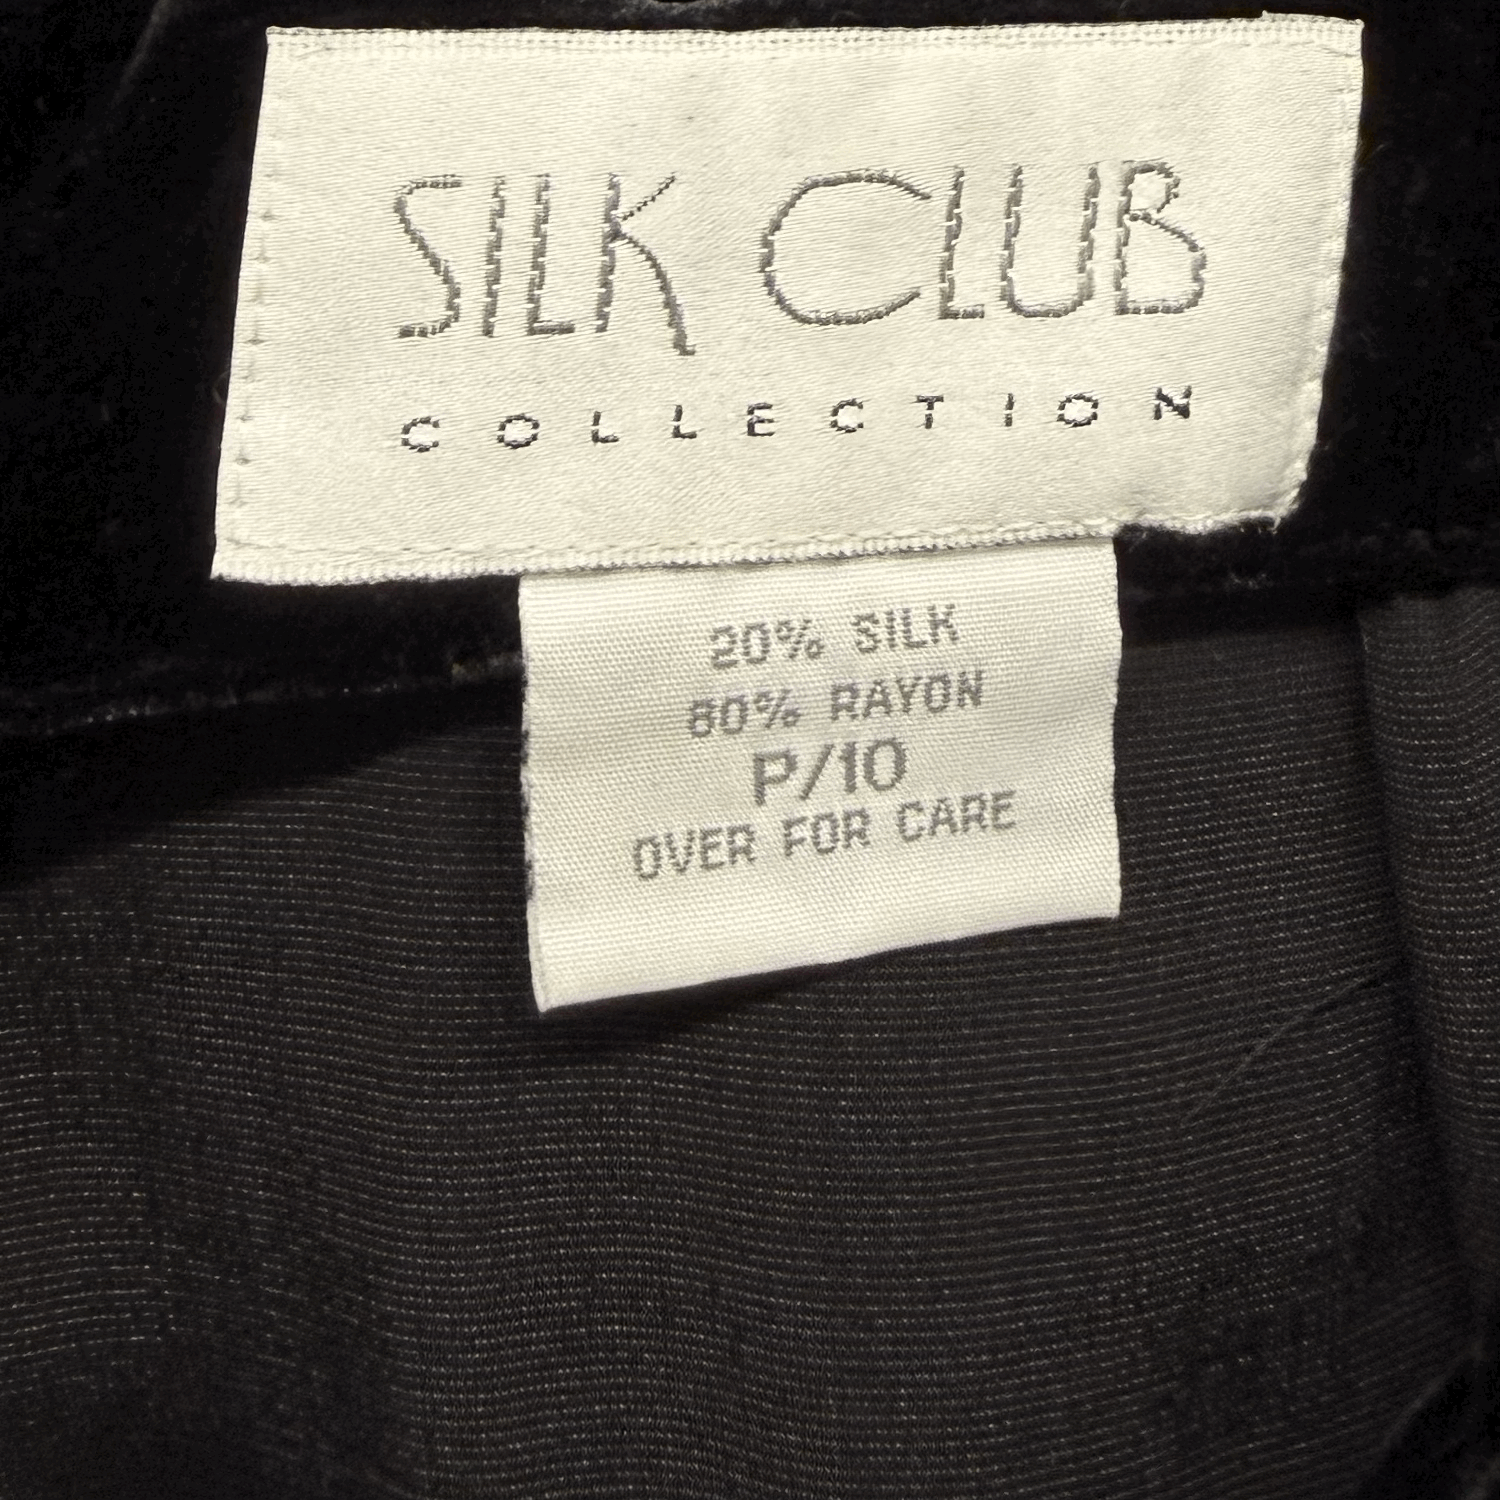 SILK CLUB
COLLECTION
20% SILK
80% RAYON
P/10
OVER FOR CARE